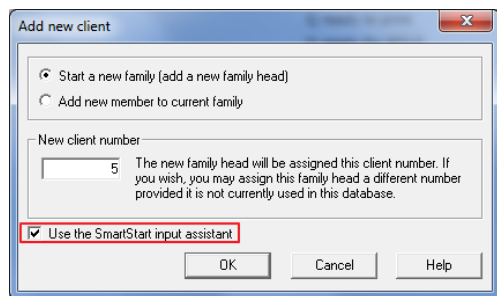 Add new client
Start a new family (add a new family head)
Add new member to current family
New client number
5
The new family head will be assigned this client number. If
you wish, you may assign this family head a different number
provided it is not currently used in this database.
Use the SmartStart input assistant
OK
Cancel
Help